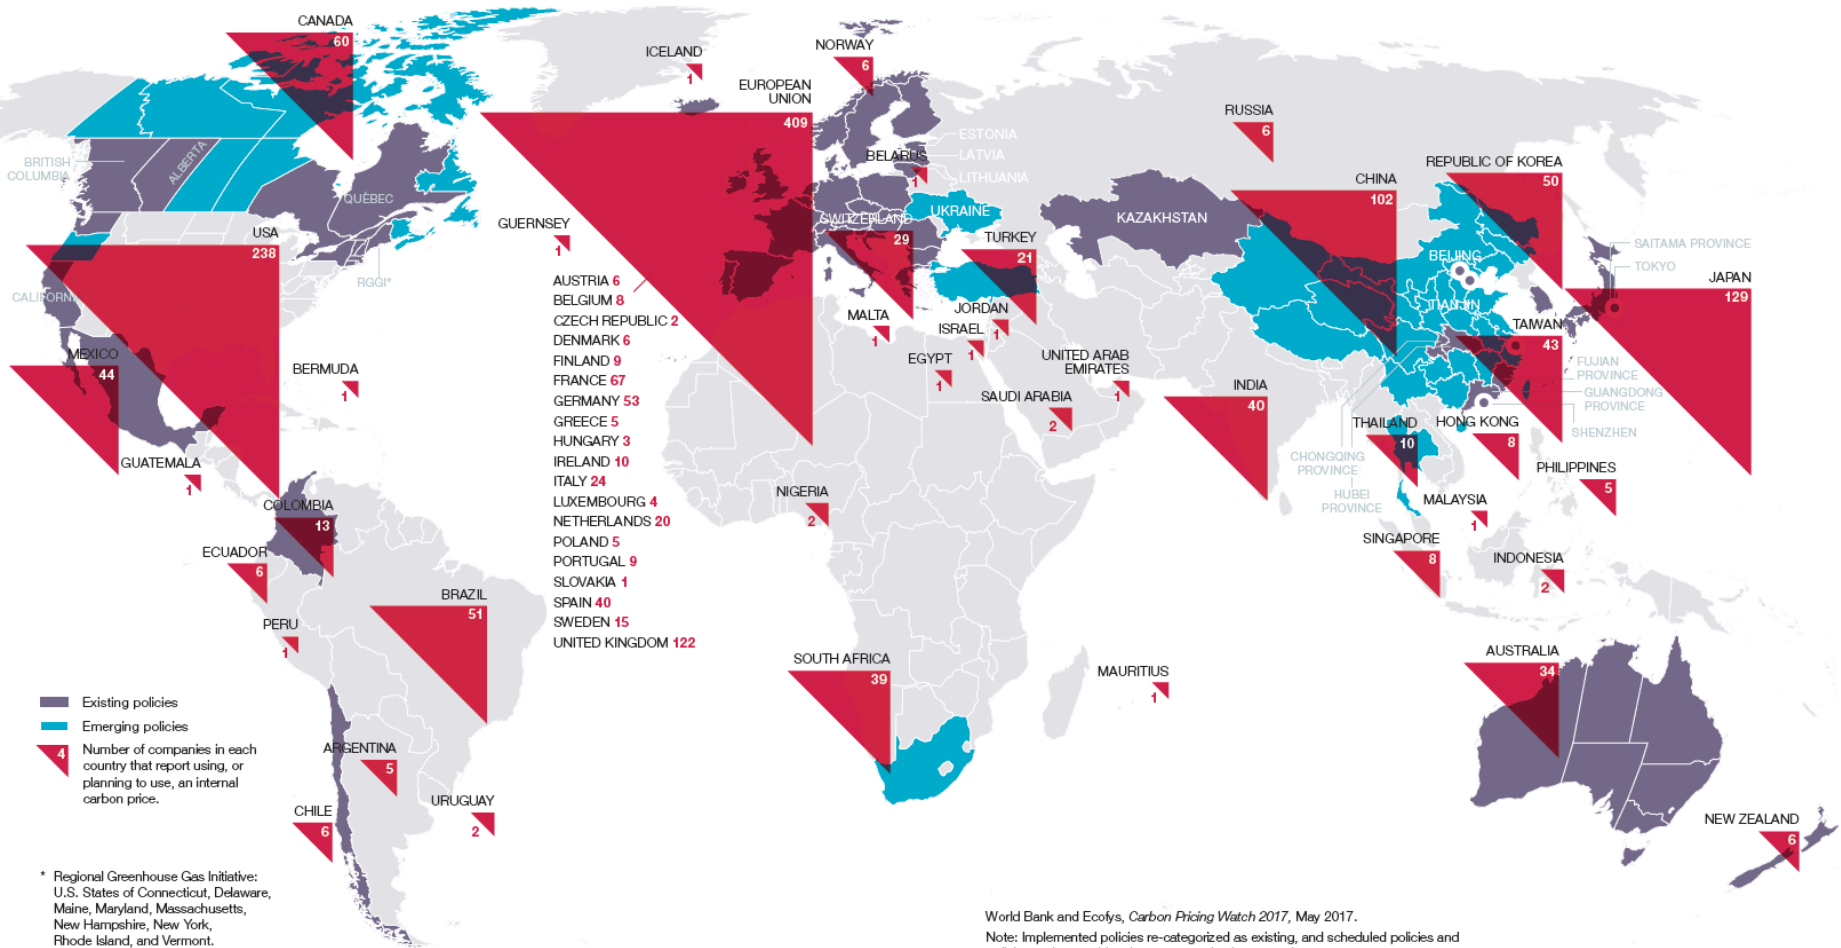 CANADA
60
ICELAND
1
NORWAY
6
EUROPEAN
UNION
409
RUSSIA
6
ESTONIA
LATVIA
LITHUANIA
BELARUS
1
REPUBLIC OF KOREA
50
CHINA
102
BRITISH
COLUMBIA
ALBERTA
QUÉBEC
GUERNSEY
1
SWITZERLAND
29
UKRAINE
KAZAKHSTAN
TURKEY
21
USA
238
RGGI*
CALIFORN
BEIJING
TIANJIN
SAITAMA PROVINCE
TOKYO
JAPAN
129
AUSTRIA 6
BELGIUM 8
CZECH REPUBLIC 2
DENMARK 6
FINLAND 9
FRANCE 67
GERMANY 53
GREECE 5
HUNGARY 3
IRELAND 10
ITALY 24
LUXEMBOURG 4
NETHERLANDS 20
POLAND 5
PORTUGAL 9
SLOVAKIA 1
SPAIN 40
SWEDEN 15
UNITED KINGDOM 122
MALTA
1
JORDAN
1
ISRAEL
1
EGYPT
1
UNITED ARAB
EMIRATES
1
SAUDI ARABIA
2
TAIWAN
43
FUJIAN
PROVINCE
GUANGDONG
PROVINCE
SHENZHEN
MEXICO
44
BERMUDA
1
INDIA
40
THAILAND
10
HONG KONG
8
CHONGQING
PROVINCE
HUBEI
PROVINCE
PHILIPPINES
5
GUATEMALA
1
COLOMBIA
13
NIGERIA
2
MALAYSIA
1
SINGAPORE
8
INDONESIA
2
ECUADOR
6
BRAZIL
51
PERU
1
SOUTH AFRICA
39
MAURITIUS
1
AUSTRALIA
34
ARGENTINA
5
URUGUAY
2
CHILE
6
NEW ZEALAND
6
Existing policies
Emerging policies
4
Number of companies in each
country that report using, or
planning to use, an internal
carbon price.
* Regional Greenhouse Gas Initiative:
U.S. States of Connecticut, Delaware,
Maine, Maryland, Massachusetts,
New Hampshire, New York,
Rhode Island, and Vermont.
World Bank and Ecofys, Carbon Pricing Watch 2017, May 2017.
Note: Implemented policies re-categorized as existing, and scheduled policies and